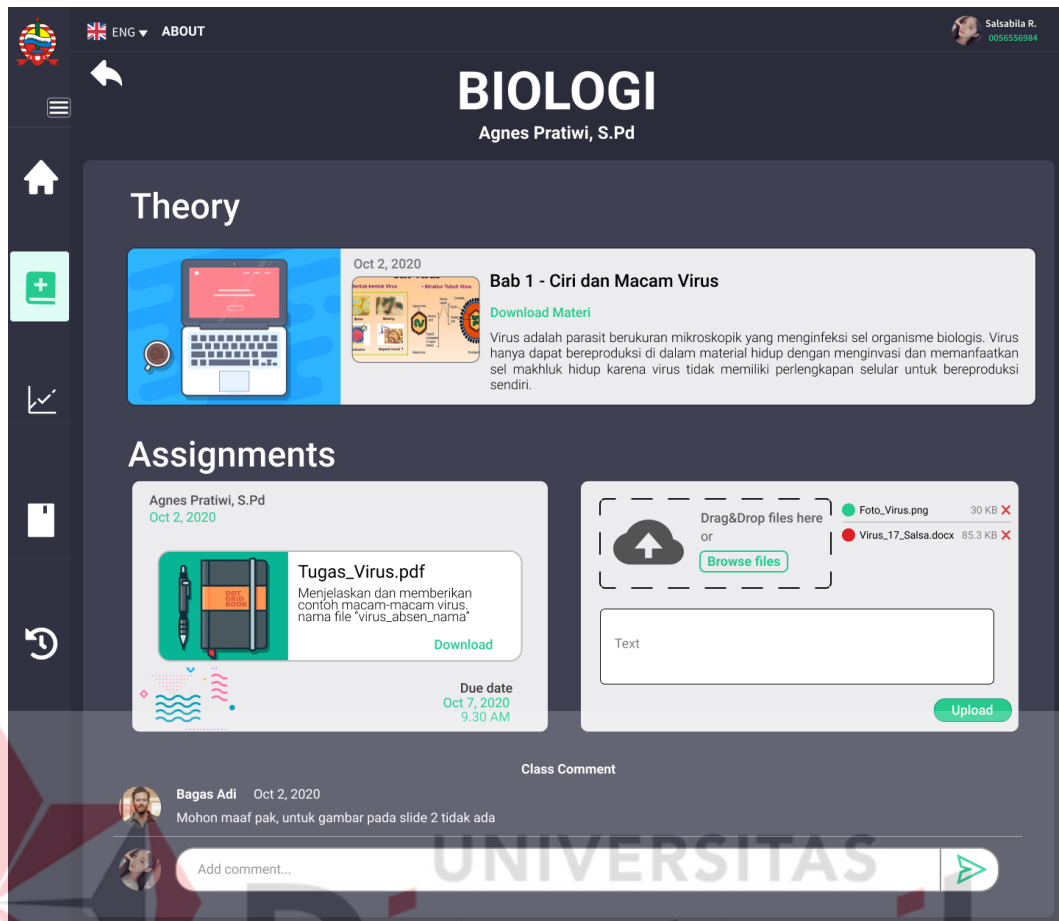 ENG ABOUT
Salsabila R.
0056556984
BIOLOGI
Agnes Pratiwi, S.Pd
Theory
Oct 2, 2020
Bab 1 - Ciri dan Macam Virus
Download Materi
Virus adalah parasit berukuran mikroskopik yang menginfeksi sel organisme biologis. Virus
hanya dapat bereproduksi di dalam material hidup dengan menginvasi dan memanfaatkan
sel makhluk hidup karena virus tidak memiliki perlengkapan selular untuk bereproduksi
sendiri.
Assignments
Agnes Pratiwi, S.Pd
Oct 2, 2020
DOT
GRID
BOOK
Tugas_Virus.pdf
Menjelaskan dan memberikan
contoh macam-macam virus.
nama file "virus_absen_nama"
Download
Due date
Oct 7, 2020
9.30 AM
Drag&Drop files here
or
Browse files
Foto_Virus.png 30 KB
Virus_17_Salsa.docx 85.3 KB
Text
Upload
Class Comment
Bagas Adi Oct 2, 2020
Mohon maaf pak, untuk gambar pada slide 2 tidak ada
Add comment...
UNIVERSITAS